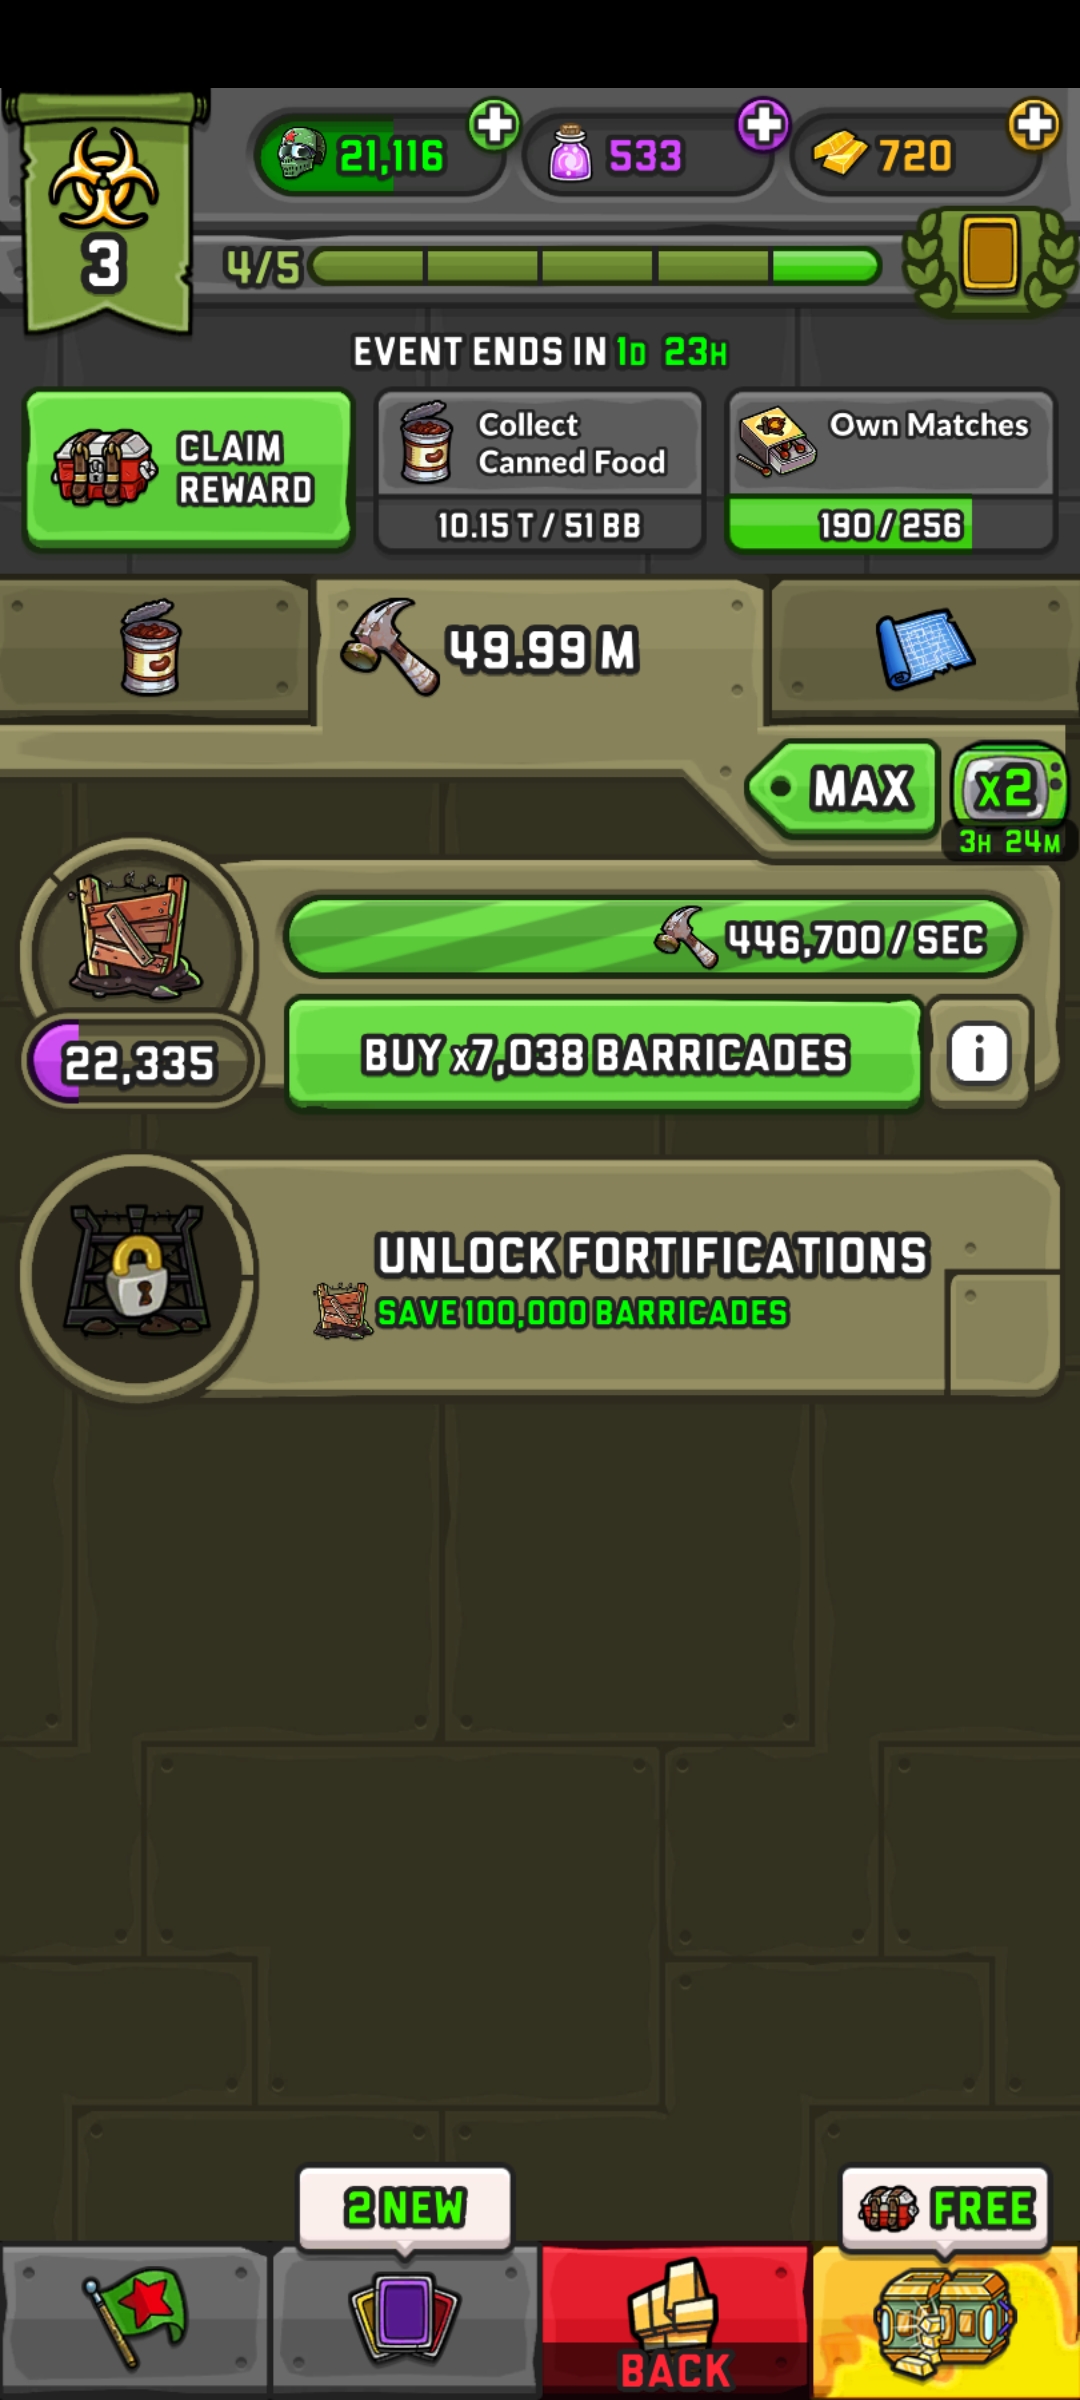 21,116
533
720
3
4/5
EVENT ENDS IN 1D 23H
CLAIM
REWARD
Collect
Canned Food
10.15 T / 51 BB
Own Matches
190 / 256
49.99 M
MAX
x2
3H 24M
446,700 / SEC
22,335
BUY x7,038 BARRICADES
i
UNLOCK FORTIFICATIONS
SAVE 100,000 BARRICADES
2 NEW
FREE
BACK